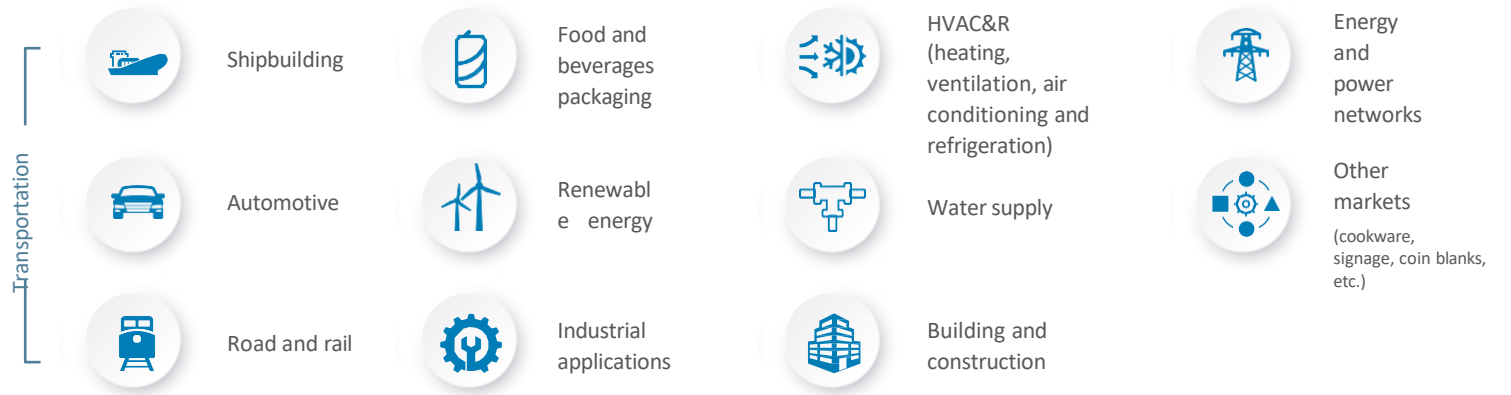 Transportation
Shipbuilding
Automotive
Road and rail
Food and
beverages
packaging
Renewabl
e energy
Industrial
applications
HVAC&R
(heating,
ventilation, air
conditioning and
refrigeration)
Water supply
Building and
construction
Energy
and
power
networks
Other
markets
(cookware,
signage, coin blanks,
etc.)